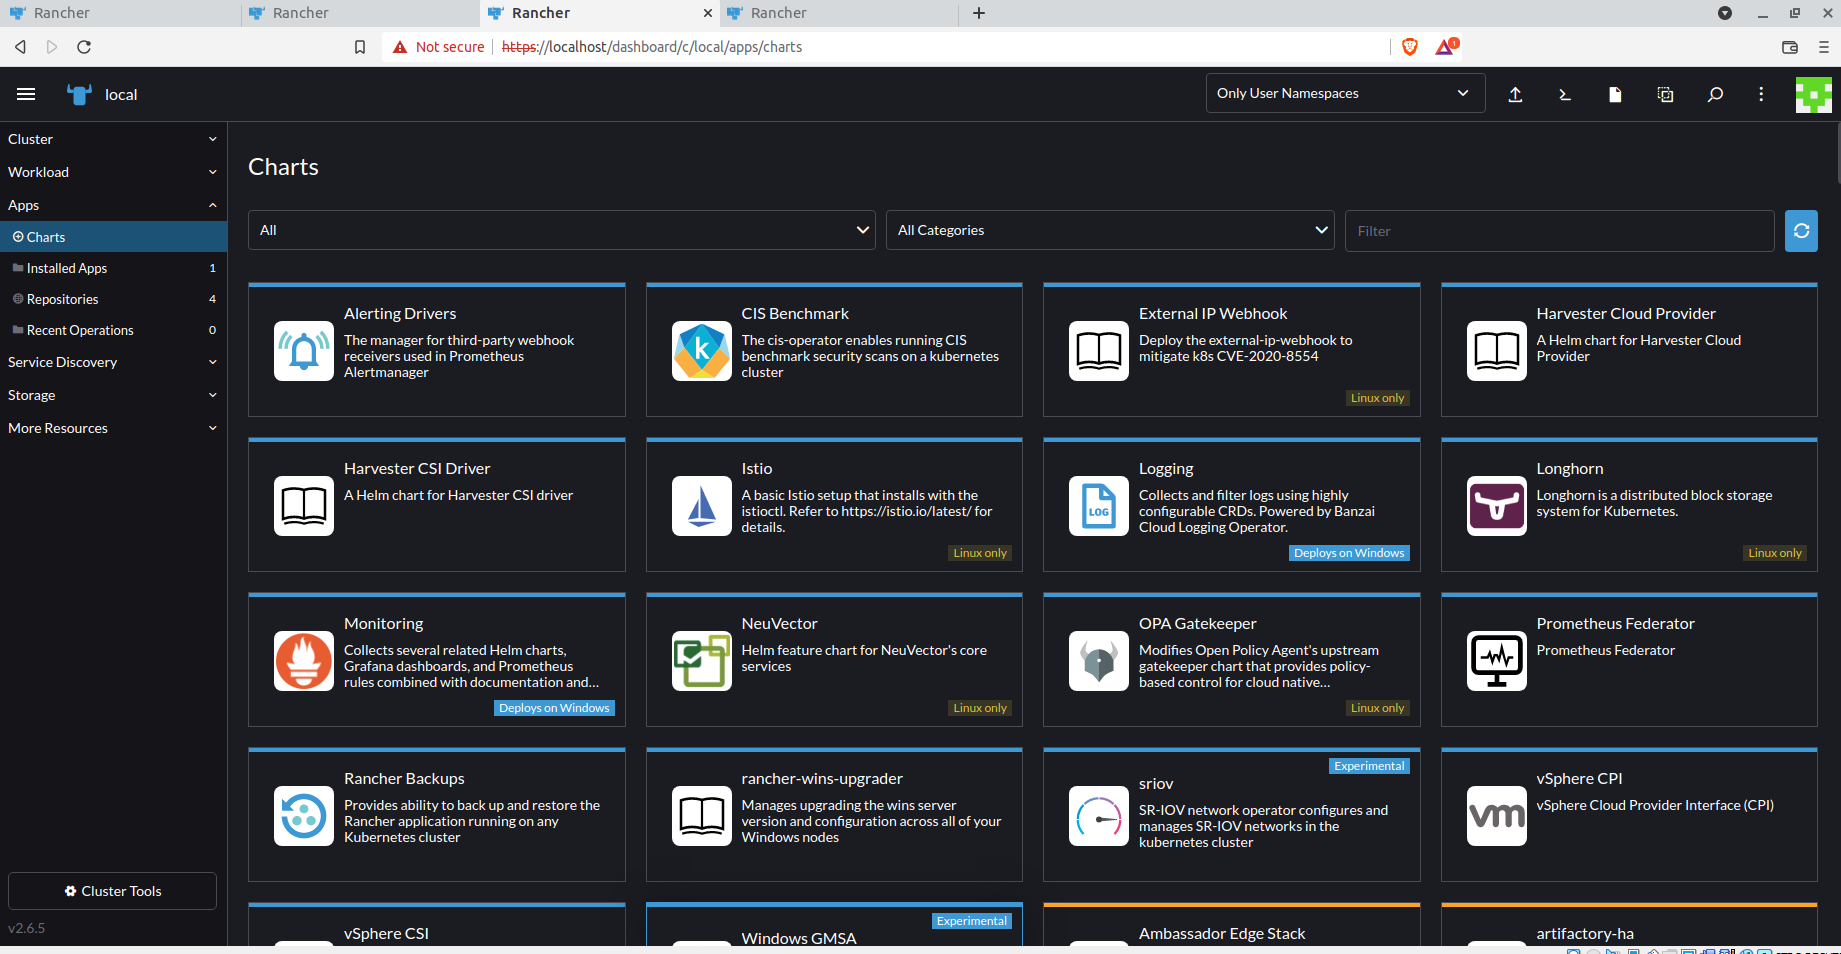 Rancher
Rancher
Rancher
Rancher
Not secure
https://localhost/dashboard/c/local/apps/charts
1
local
Only User Namespaces
Cluster
Workload
Apps
Charts
Installed Apps 1
Repositories 4
Recent Operations 0
Service Discovery
Storage
More Resources
Cluster Tools
v2.6.5
Charts
All
All Categories
Filter
Alerting Drivers
The manager for third-party webhook
receivers used in Prometheus
Alertmanager
k
CIS Benchmark
The cis-operator enables running CIS
benchmark security scans on a kubernetes
cluster
External IP Webhook
Deploy the external-ip-webhook to
mitigate k8s CVE-2020-8554
Linux only
Harvester Cloud Provider
A Helm chart for Harvester Cloud
Provider
Harvester CSI Driver
A Helm chart for Harvester CSI driver
Istio
A basic Istio setup that installs with the
istioctl. Refer to https://istio.io/latest/ for
details.
Linux only
LOG
Logging
Collects and filter logs using highly
configurable CRDs. Powered by Banzai
Cloud Logging Operator.
Deploys on Windows
Longhorn
Longhorn is a distributed block storage
system for Kubernetes.
Linux only
Monitoring
Collects several related Helm charts,
Grafana dashboards, and Prometheus
rules combined with documentation and...
Deploys on Windows
NeuVector
Helm feature chart for NeuVector's core
services
Linux only
OPA Gatekeeper
Modifies Open Policy Agent's upstream
gatekeeper chart that provides policy-
based control for cloud native...
Linux only
Prometheus Federator
Prometheus Federator
Rancher Backups
Provides ability to back up and restore the
Rancher application running on any
Kubernetes cluster
rancher-wins-upgrader
Manages upgrading the wins server
version and configuration across all of your
Windows nodes
Experimental
sriov
SR-IOV network operator configures and
manages SR-IOV networks in the
kubernetes cluster
vm
vSphere CPI
vSphere Cloud Provider Interface (CPI)
vSphere CSI
Experimental
Windows GMSA
Ambassador Edge Stack
artifactory-ha